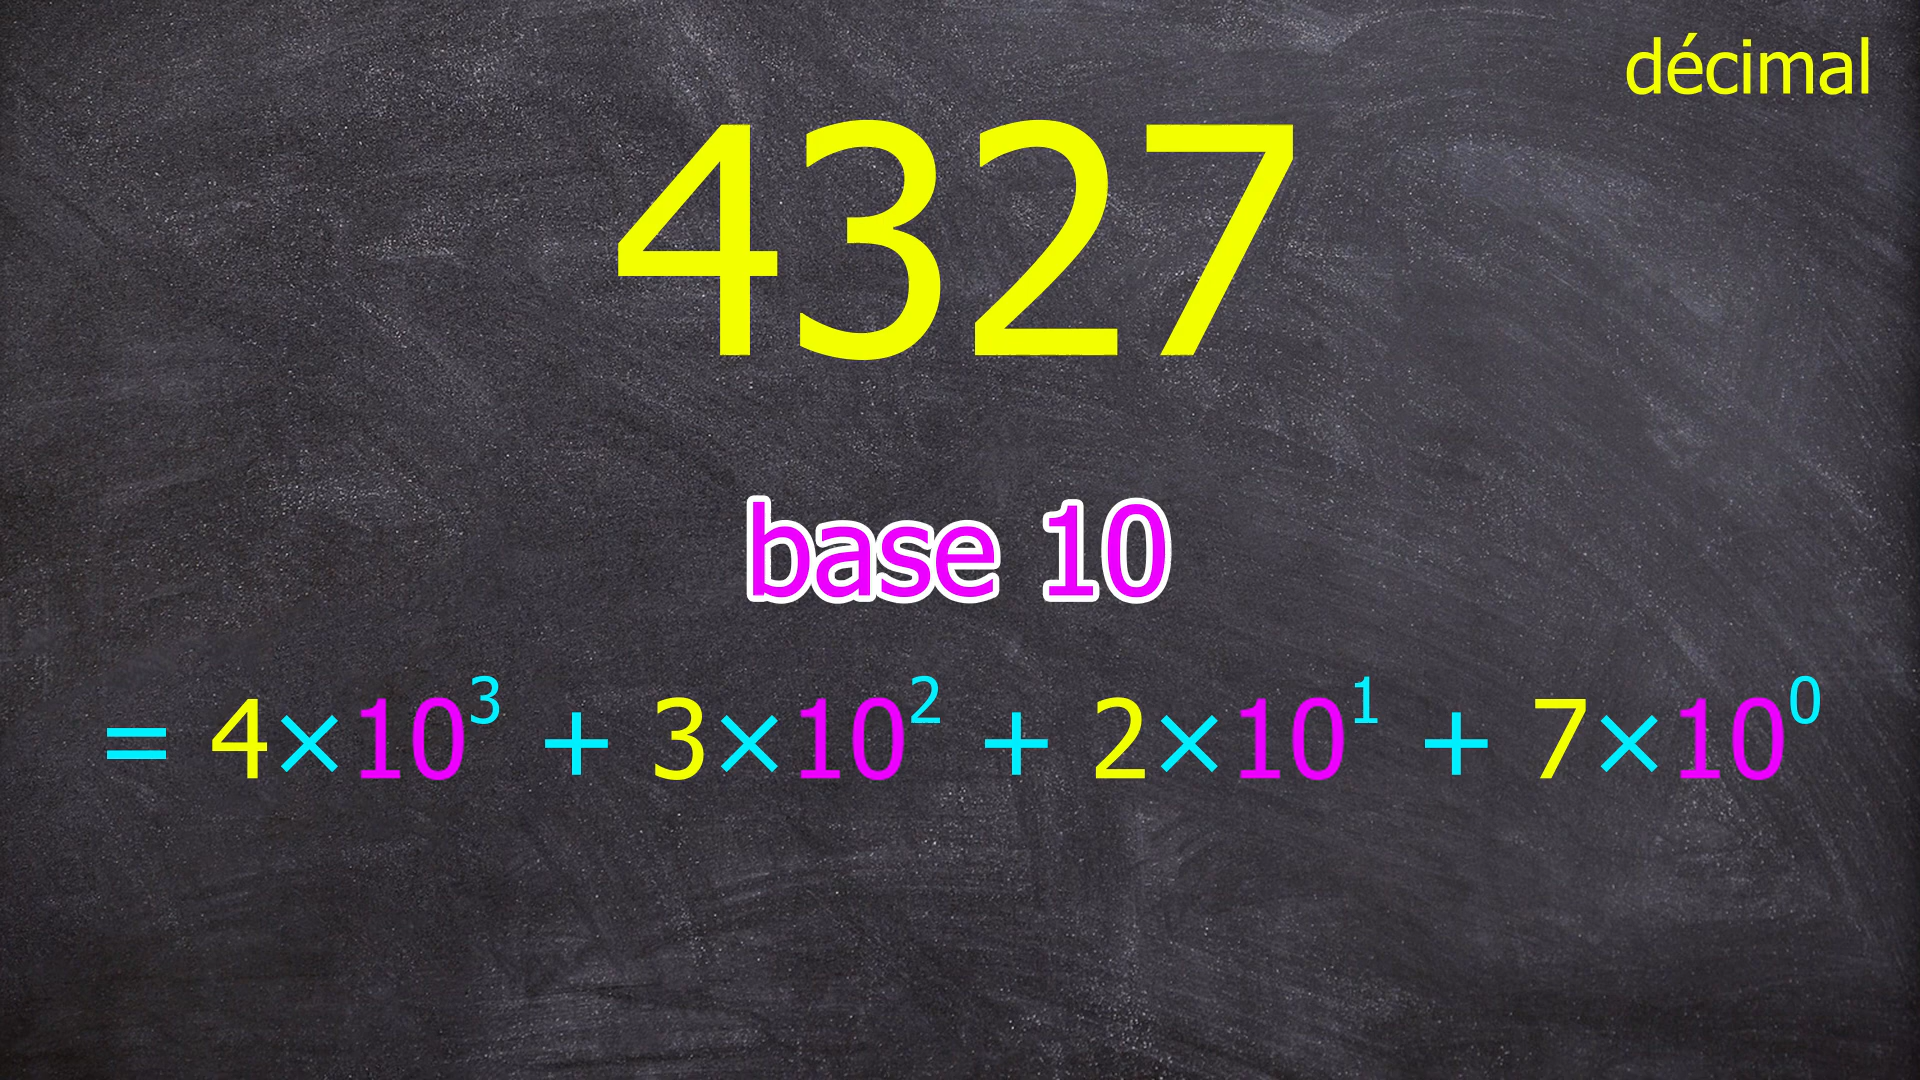 décimal
4327
base 10
= 4×10³ + 3×10² + 2×10¹ + 7×10⁰